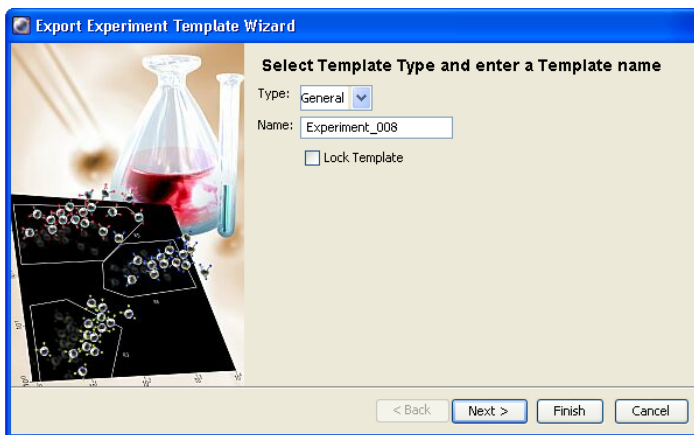 Export Experiment Template Wizard
Select Template Type and enter a Template name
Type: General
Name: Experiment_008
Lock Template
< Back Next > Finish Cancel